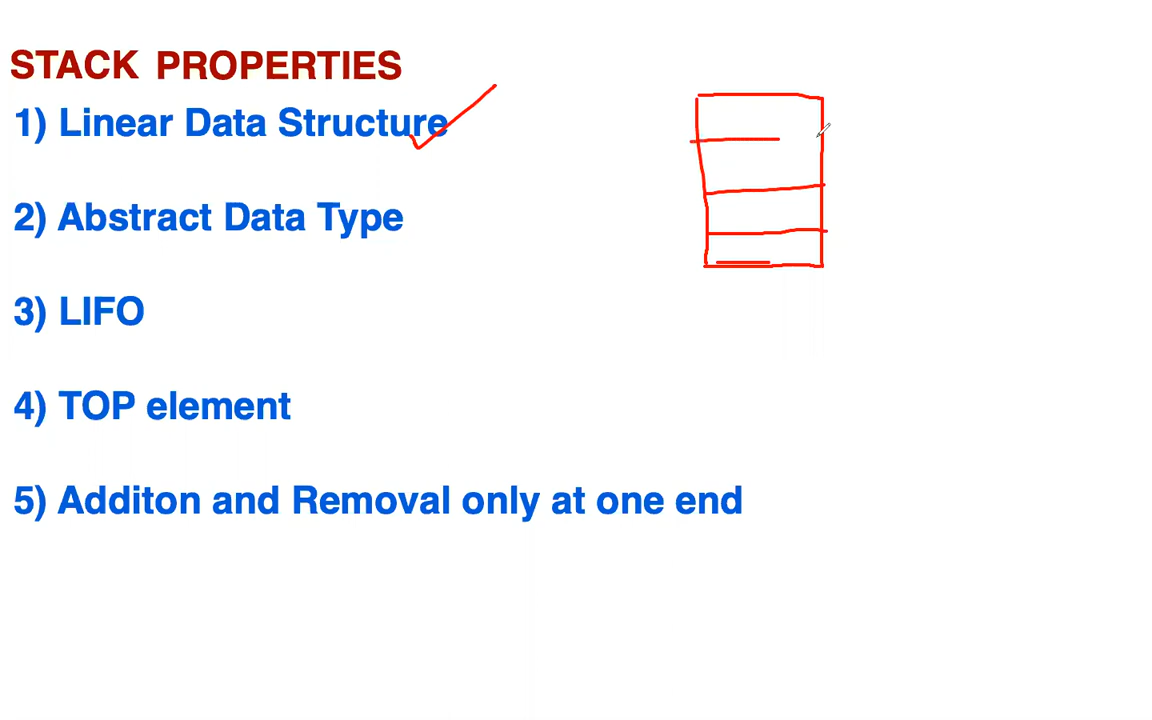 STACK PROPERTIES
1) Linear Data Structure
2) Abstract Data Type
3) LIFO
4) TOP element
5) Additon and Removal only at one end